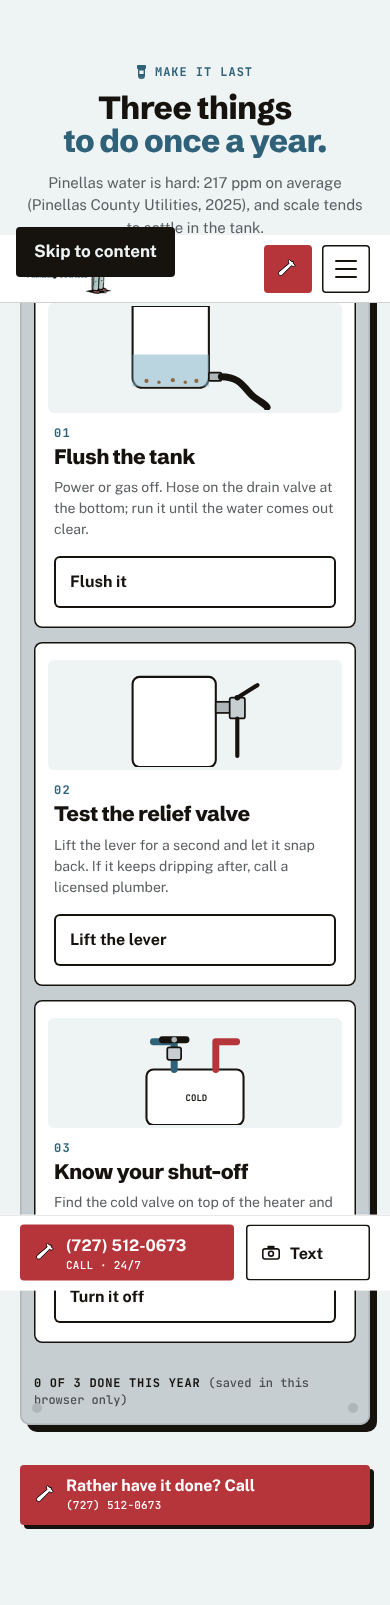 MAKE IT LAST
Three things
to do once a year.
Pinellas water is hard: 217 ppm on average
(Pinellas County Utilities, 2025), and scale tends
to settle in the tank.
Skip to content
01
Flush the tank
Power or gas off. Hose on the drain valve at
the bottom; run it until the water comes out
clear.
Flush it
02
Test the relief valve
Lift the lever for a second and let it snap
back. If it keeps dripping after, call a
licensed plumber.
Lift the lever
COLD
03
Know your shut-off
Find the cold valve on top of the heater and
(727) 512-0673
CALL · 24/7
Text
Turn it off
0 OF 3 DONE THIS YEAR (saved in this
browser only)
Rather have it done? Call
(727) 512-0673